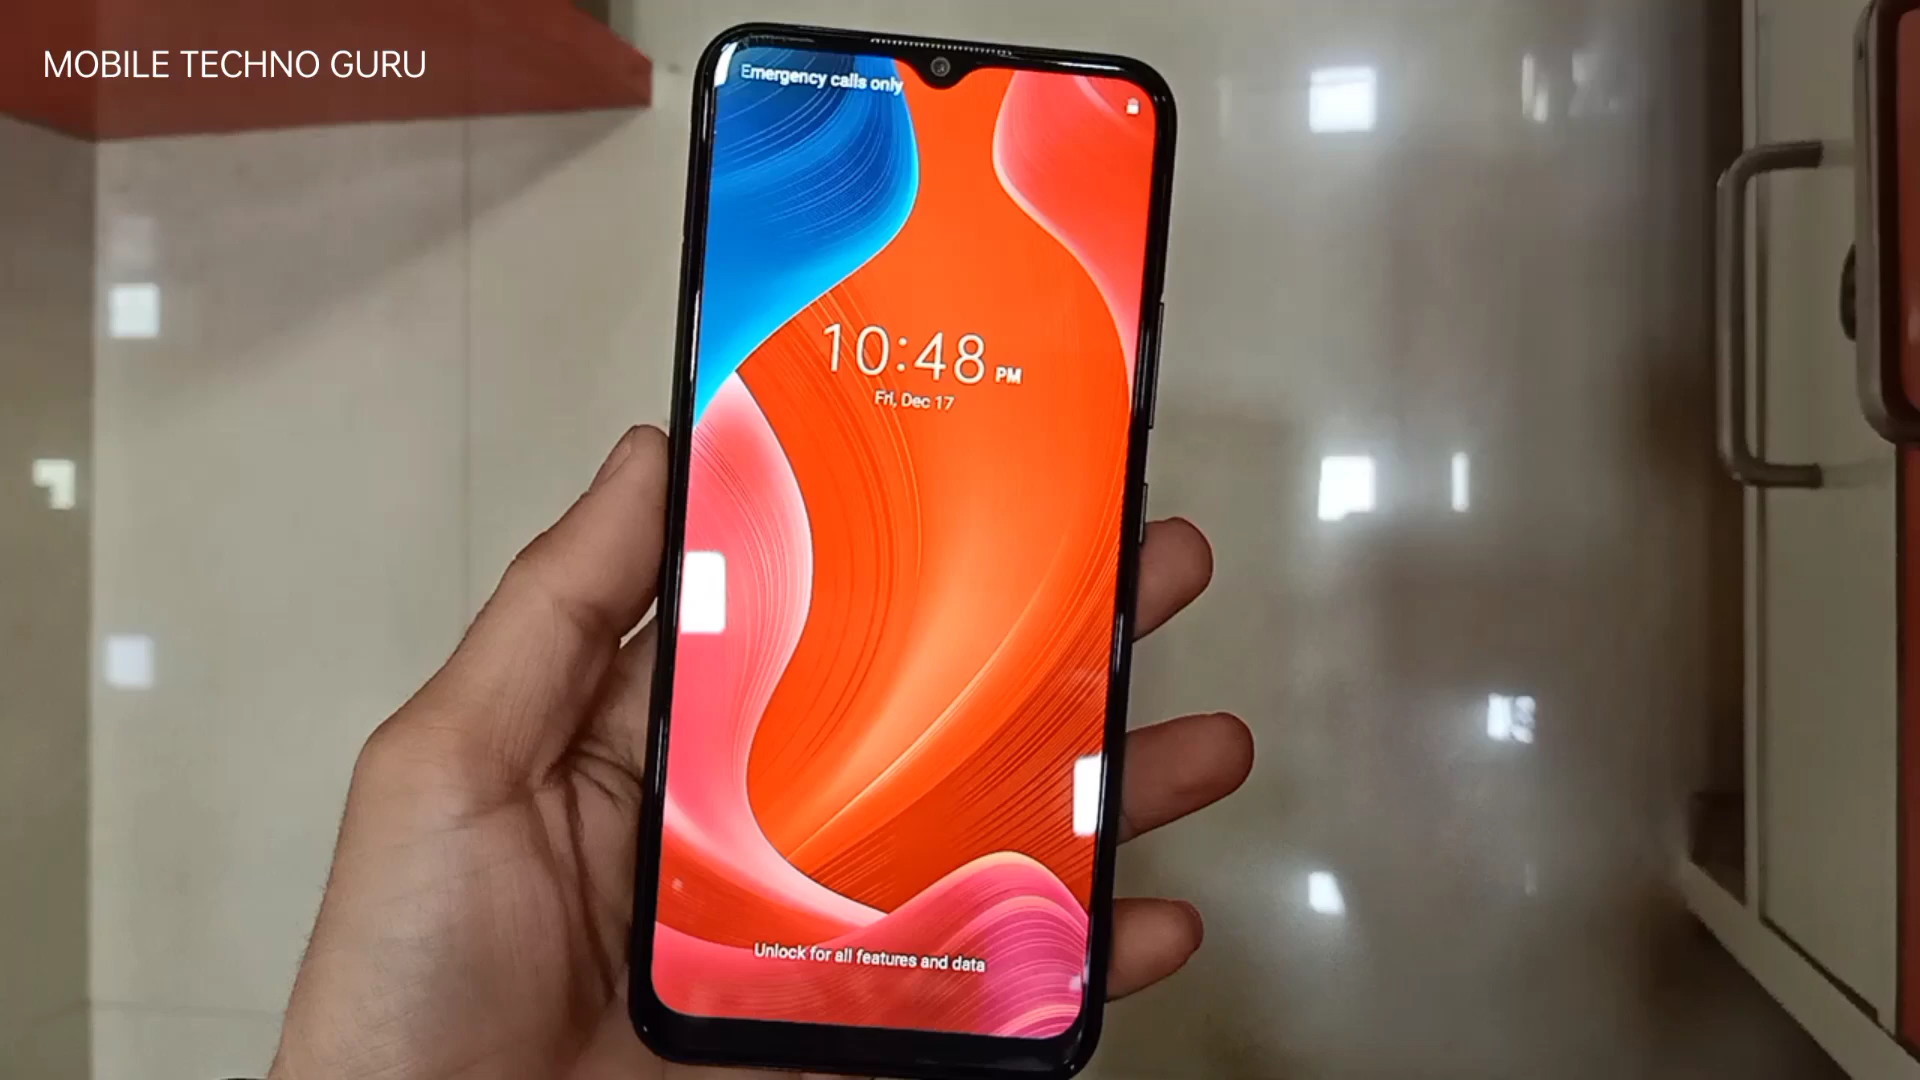 MOBILE TECHNO GURU
Emergency calls only
10:48 PM
Fri, Dec 17
Unlock for all features and data